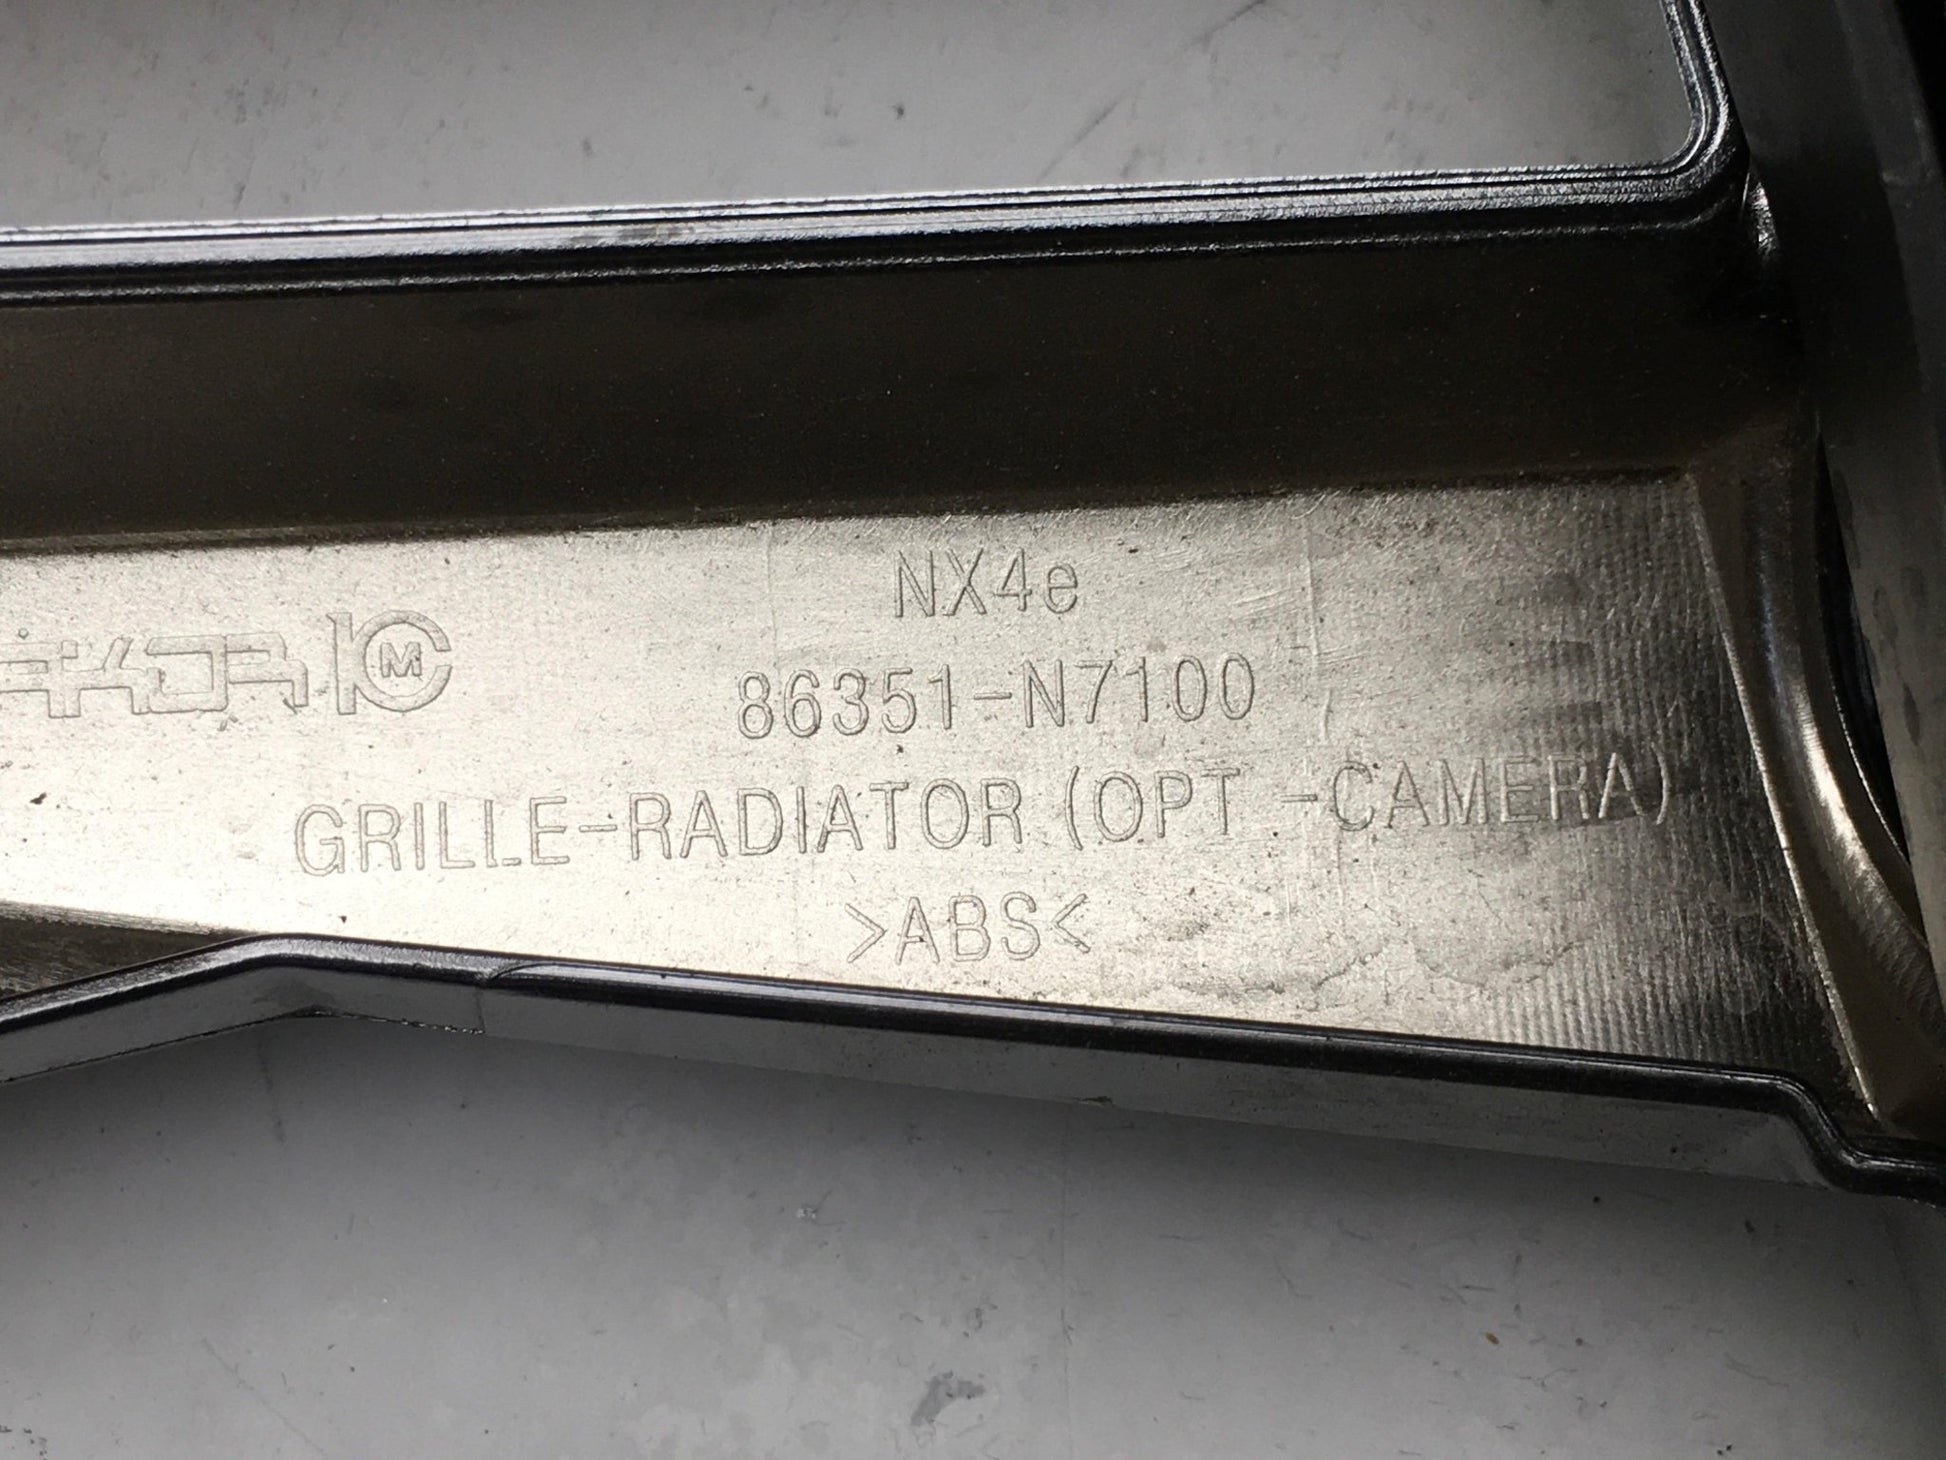 NX4e
86351-N7100
GRILLE-RADIATOR (OPT -CAMERA)
>ABS<